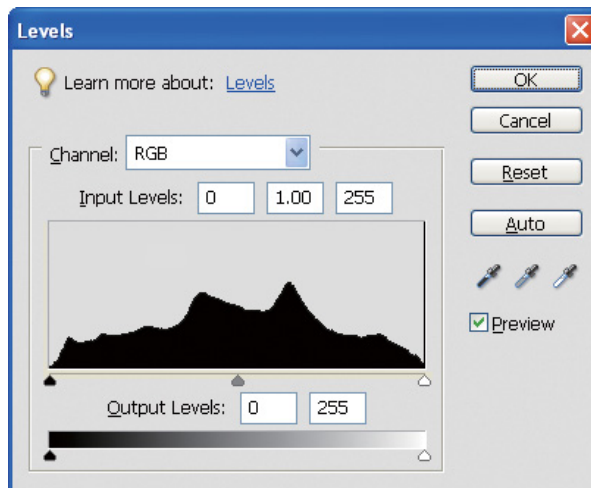 Levels
Learn more about: Levels
OK
Cancel
Channel: RGB
Reset
Input Levels: 0 1.00 255
Auto
Preview
Output Levels: 0 255